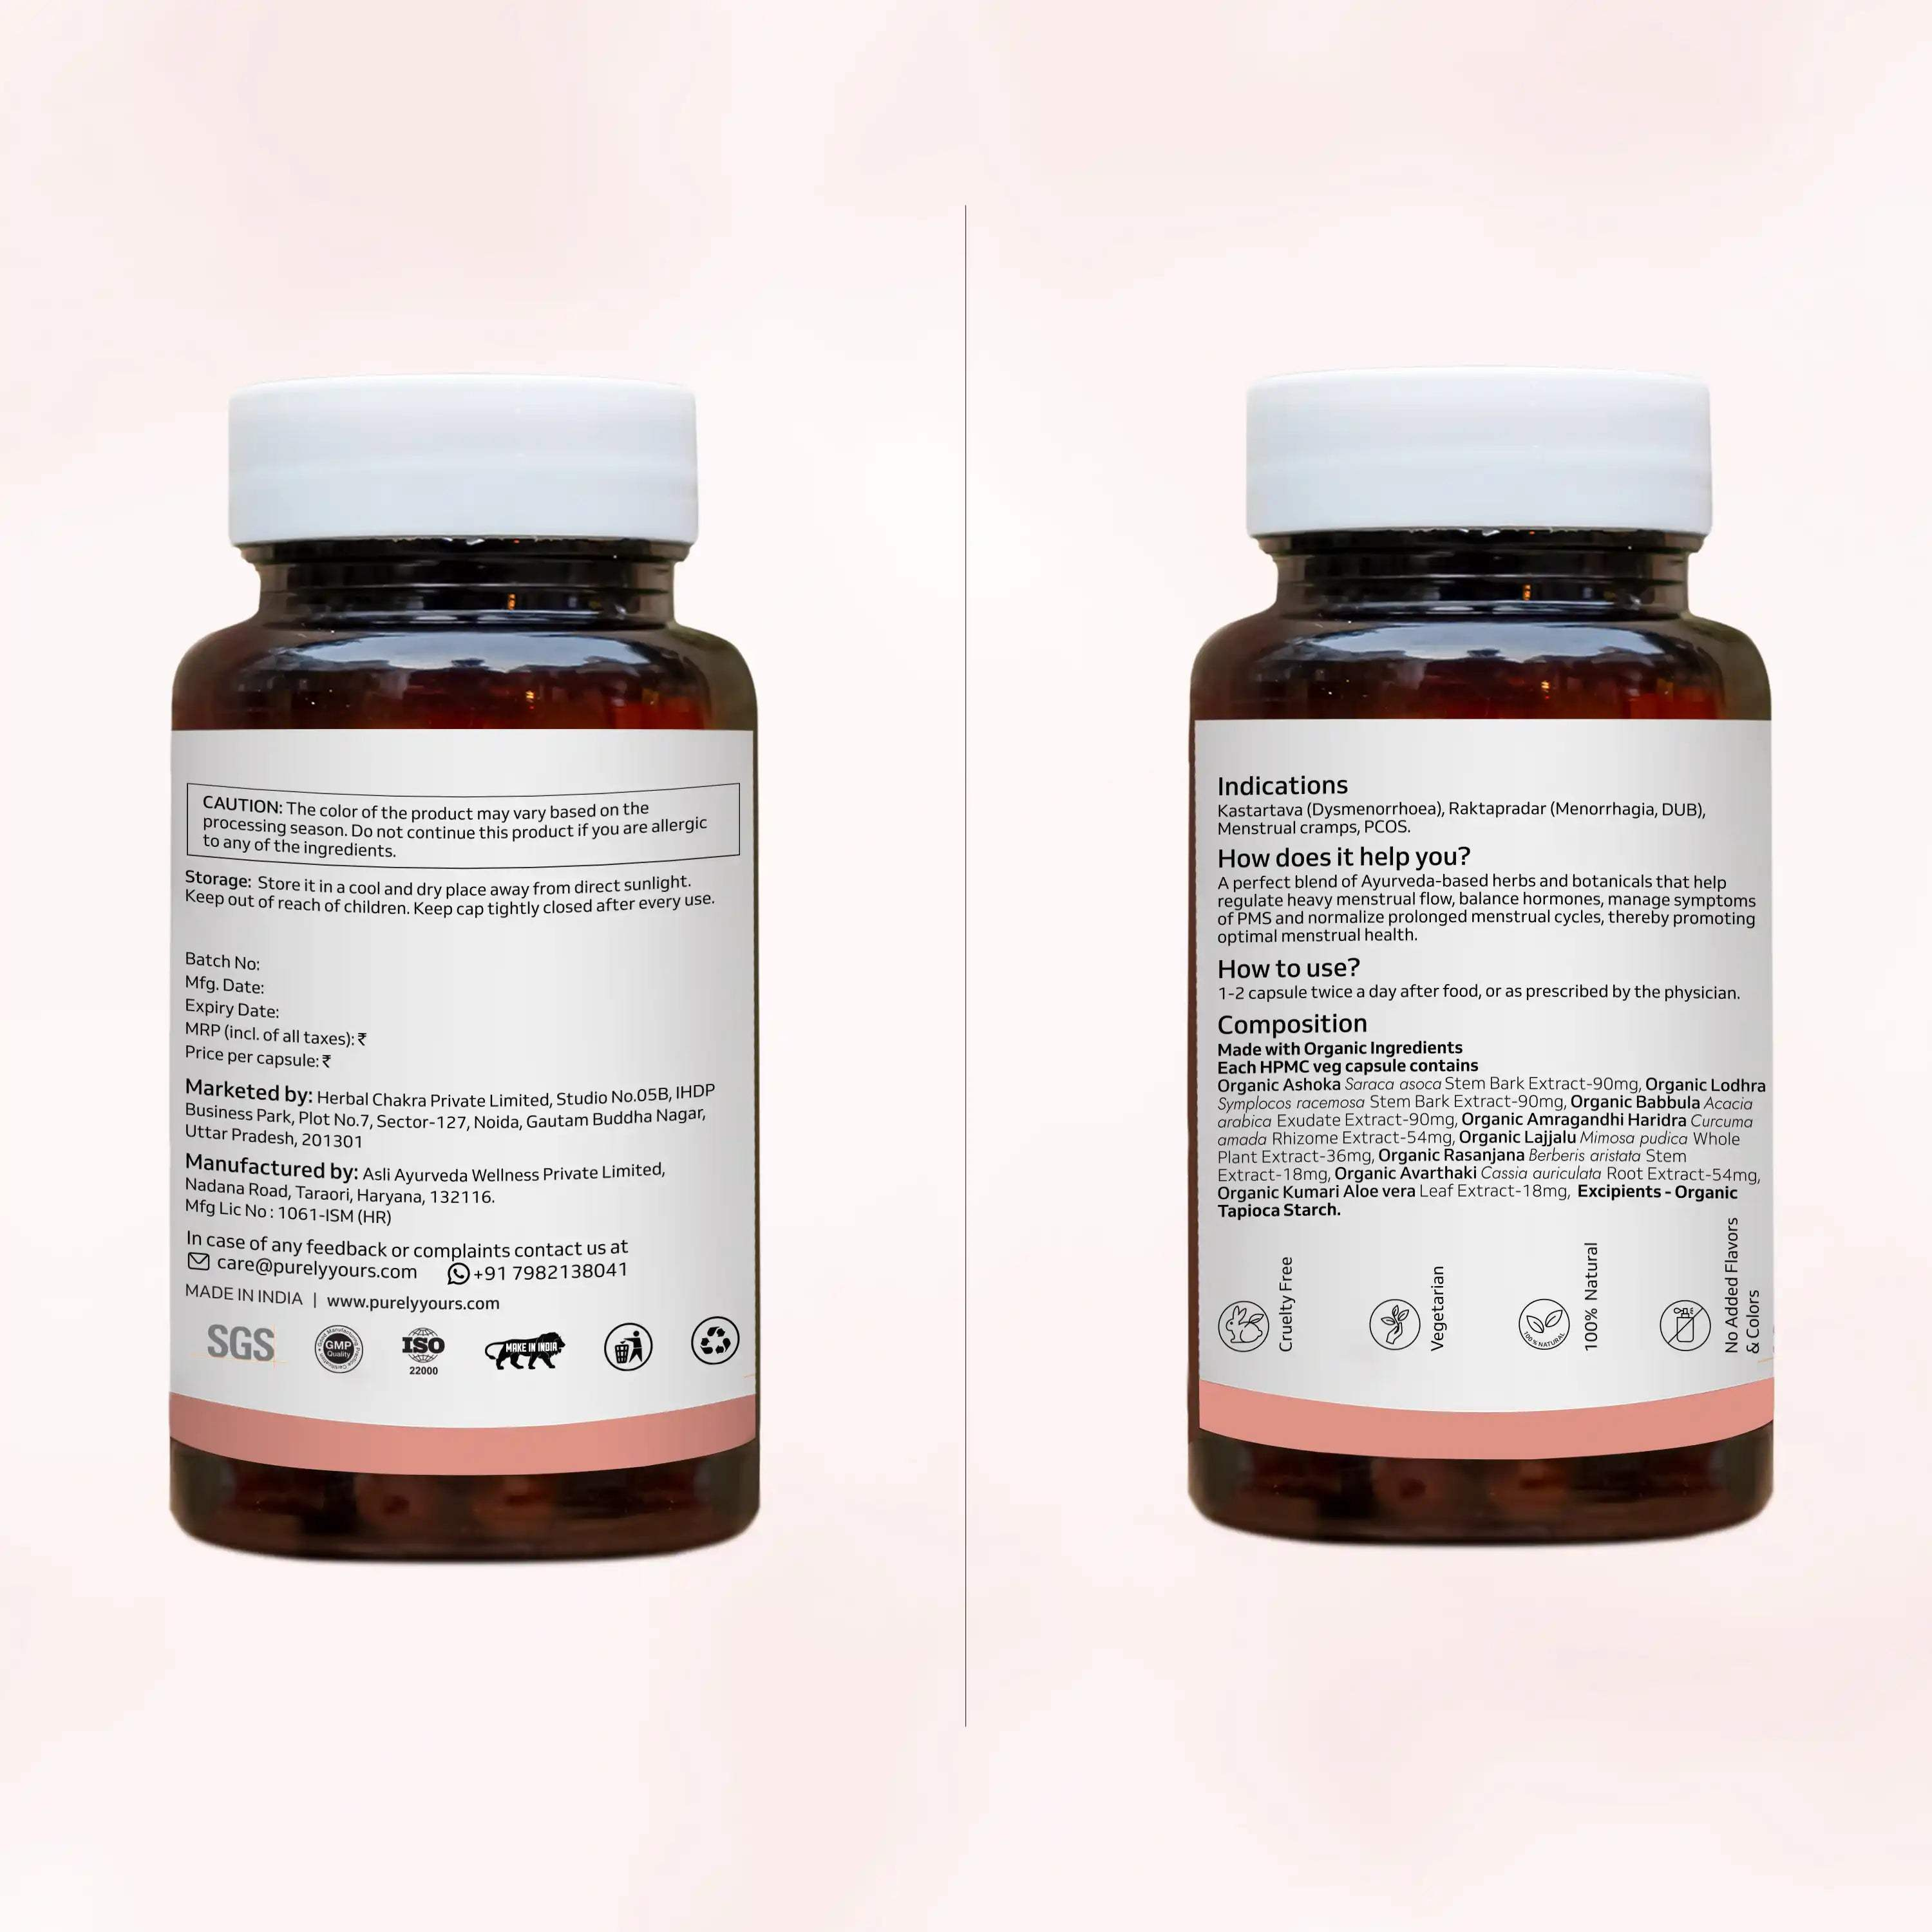 CAUTION: The color of the product may vary based on the
processing season. Do not continue this product if you are allergic
to any of the ingredients.
Storage: Store it in a cool and dry place away from direct sunlight.
Keep out of reach of children. Keep cap tightly closed after every use.
Batch No:
Mfg. Date:
Expiry Date:
MRP (incl. of all taxes): ₹
Price per capsule: ₹
Marketed by: Herbal Chakra Private Limited, Studio No.05B, IHDP
Business Park, Plot No.7, Sector-127, Noida, Gautam Buddha Nagar,
Uttar Pradesh, 201301
Manufactured by: Asli Ayurveda Wellness Private Limited,
Nadana Road, Taraori, Haryana, 132116.
Mfg Lic No : 1061-ISM (HR)
In case of any feedback or complaints contact us at
care@purelyyours.com +91 7982138041
MADE IN INDIA | www.purelyyours.com
SGS
GMP
Quality
ISO
22000
MAKE IN INDIA
Indications
Kastartava (Dysmenorrhoea), Raktapradar (Menorrhagia, DUB),
Menstrual cramps, PCOS.
How does it help you?
A perfect blend of Ayurveda-based herbs and botanicals that help
regulate heavy menstrual flow, balance hormones, manage symptoms
of PMS and normalize prolonged menstrual cycles, thereby promoting
optimal menstrual health.
How to use?
1-2 capsule twice a day after food, or as prescribed by the physician.
Composition
Made with Organic Ingredients
Each HPMC veg capsule contains
Organic Ashoka Saraca asoca Stem Bark Extract-90mg, Organic Lodhra
Symplocos racemosa Stem Bark Extract-90mg, Organic Babbula Acacia
arabica Exudate Extract-90mg, Organic Amragandhi Haridra Curcuma
amada Rhizome Extract-54mg, Organic Lajjalu Mimosa pudica Whole
Plant Extract-36mg, Organic Rasanjana Berberis aristata Stem
Extract-18mg, Organic Avarthaki Cassia auriculata Root Extract-54mg,
Organic Kumari Aloe vera Leaf Extract-18mg, Excipients - Organic
Tapioca Starch.
Cruelty Free
Vegetarian
100% NATURAL
100% Natural
No Added Flavors
& Colors